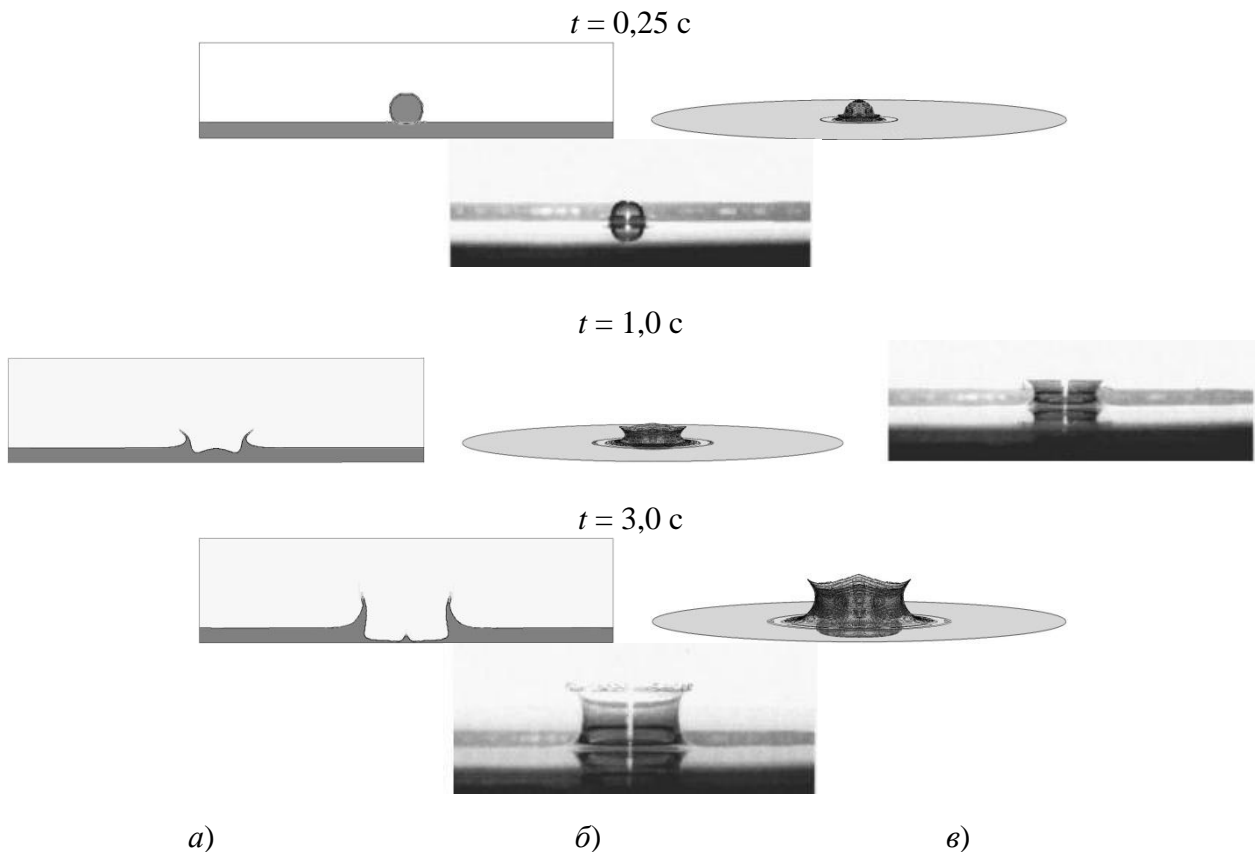 t = 0,25 с
t = 1,0 с
t = 3,0 с
а) б) в)